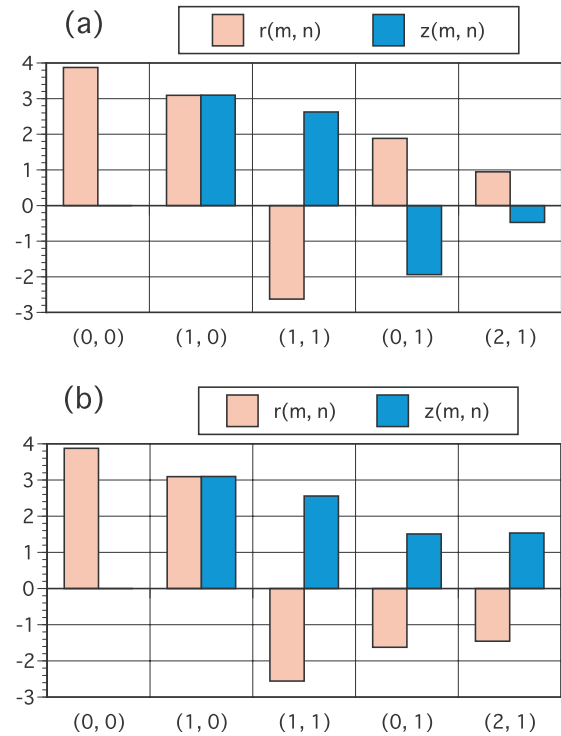 (a)
r(m, n) z(m, n)
4
3
2
1
0
-1
-2
-3
(0, 0) (1, 0) (1, 1) (0, 1) (2, 1)
(b)
r(m, n) z(m, n)
4
3
2
1
0
-1
-2
-3
(0, 0) (1, 0) (1, 1) (0, 1) (2, 1)